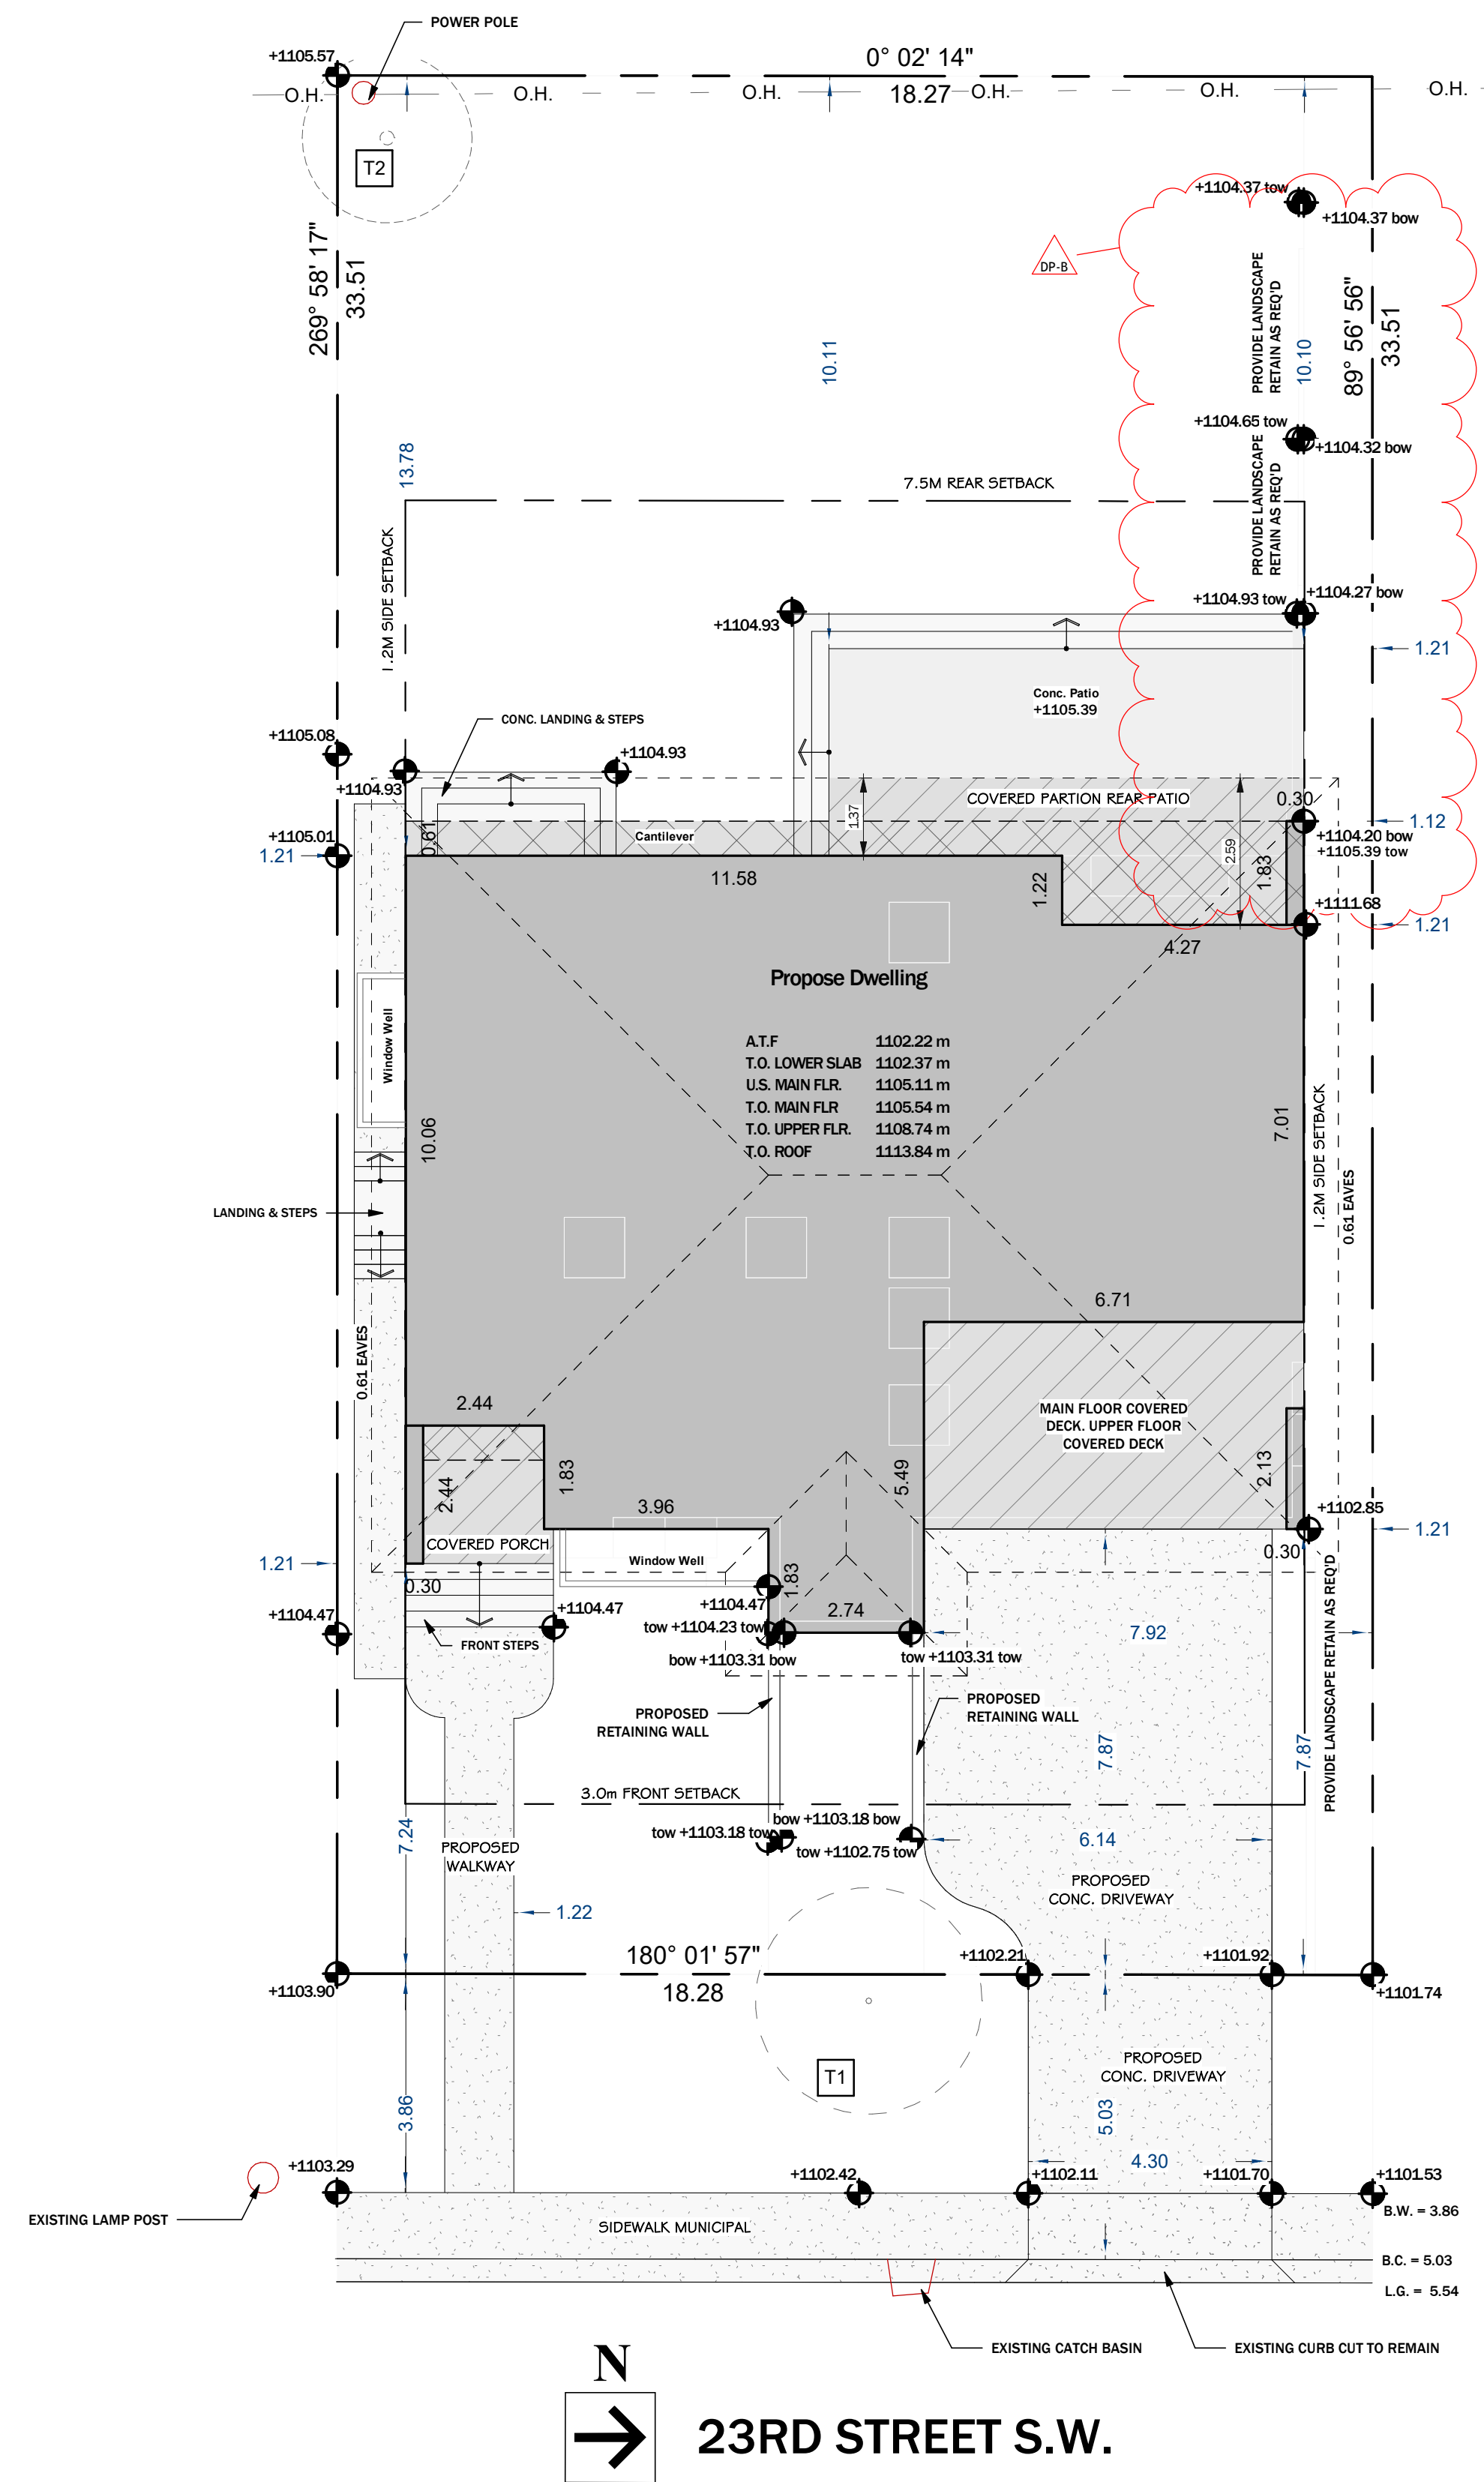 POWER POLE
+1105.57
0° 02' 14"
O.H.
O.H.
O.H.
18.27
O.H.
O.H.
O.H.
T2
+1104.37 tow
+1104.37 bow
DP-B
269° 58' 17"
33.51
PROVIDE LANDSCAPE
RETAIN AS REQ'D
89° 56' 56"
33.51
10.11
10.10
+1104.65 tow
+1104.32 bow
13.78
7.5M REAR SETBACK
PROVIDE LANDSCAPE
RETAIN AS REQ'D
1.2M SIDE SETBACK
+1104.93
+1104.93 tow
+1104.27 bow
1.21
Conc. Patio
+1105.39
CONC. LANDING & STEPS
+1105.08
+1104.93
+1104.93
COVERED PARTION REAR PATIO
0.30
1.37
1.12
+1105.01
1.21
0.61
Cantilever
+1104.20 bow
+1105.39 tow
2.59
1.83
11.58
1.22
+1111.68
1.21
4.27
Propose Dwelling
Window Well
A.T.F 1102.22 m
T.O. LOWER SLAB 1102.37 m
U.S. MAIN FLR. 1105.11 m
T.O. MAIN FLR 1105.54 m
T.O. UPPER FLR. 1108.74 m
T.O. ROOF 1113.84 m
10.06
7.01
1.2M SIDE SETBACK
0.61 EAVES
LANDING & STEPS
6.71
0.61 EAVES
2.44
MAIN FLOOR COVERED
DECK. UPPER FLOOR
COVERED DECK
2.44
1.83
5.49
2.13
3.96
+1102.85
1.21
COVERED PORCH
Window Well
0.30
1.21
0.30
1.83
+1104.47
+1104.47
+1104.47
2.74
tow +1104.23 tow
7.92
FRONT STEPS
bow +1103.31 bow
tow +1103.31 tow
PROPOSED
RETAINING WALL
PROPOSED
RETAINING WALL
7.87
7.87
PROVIDE LANDSCAPE RETAIN AS REQ'D
3.0m FRONT SETBACK
bow +1103.18 bow
tow +1103.18 tow
tow +1102.75 tow
7.24
PROPOSED
WALKWAY
6.14
PROPOSED
CONC. DRIVEWAY
1.22
180° 01' 57"
18.28
+1102.21
+1101.92
+1103.90
+1101.74
T1
PROPOSED
CONC. DRIVEWAY
3.86
5.03
4.30
+1103.29
+1102.42
+1102.11
+1101.70
+1101.53
B.W. = 3.86
EXISTING LAMP POST
SIDEWALK MUNICIPAL
B.C. = 5.03
L.G. = 5.54
EXISTING CATCH BASIN
EXISTING CURB CUT TO REMAIN
N
23RD STREET S.W.